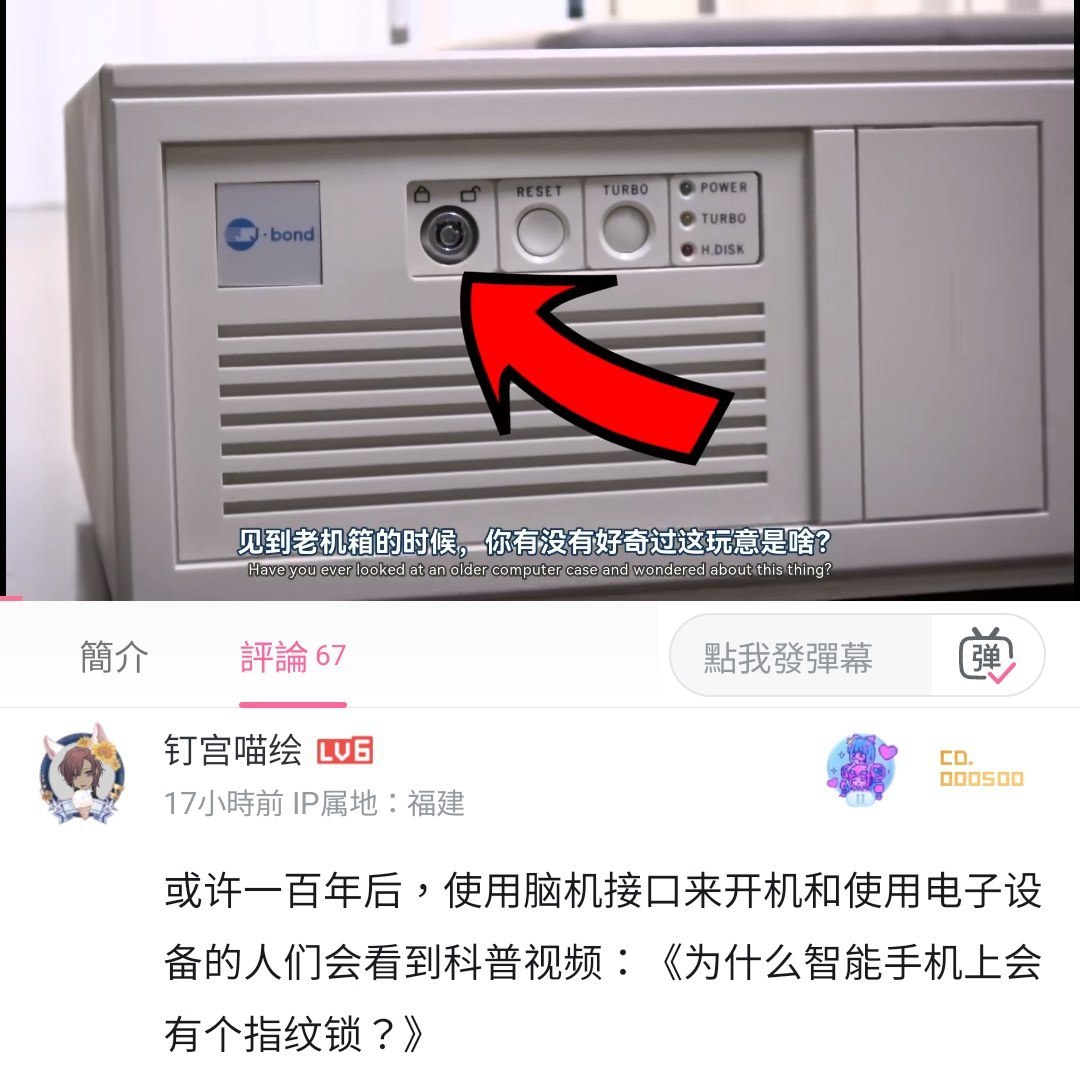 RESET
TURBO
POWER
TURBO
H.DISK
J·bond
见到老机箱的时候，你有没有好奇过这玩意是啥？
Have you ever looked at an older computer case and wondered about this thing?
簡介
評論 67
點我發彈幕
弹
钉宫喵绘 LV6
17小時前 IP属地：福建
CD.
000500
II
或许一百年后，使用脑机接口来开机和使用电子设
备的人们会看到科普视频：《为什么智能手机上会
有个指纹锁？》